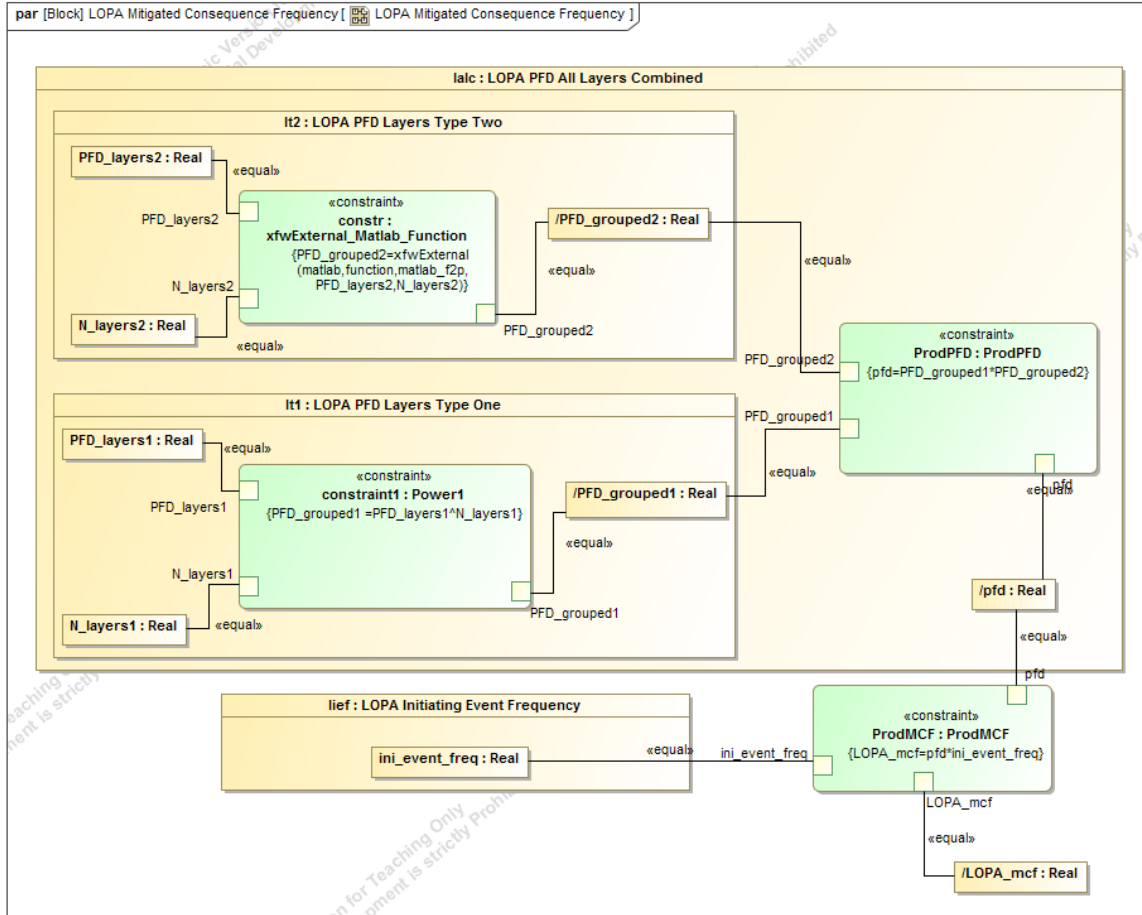 par [Block] LOPA Mitigated Consequence Frequency [ LOPA Mitigated Consequence Frequency ]
lalc : LOPA PFD All Layers Combined
lt2 : LOPA PFD Layers Type Two
PFD_layers2 : Real
«equal»
PFD_layers2
«constraint»
constr :
xfwExternal_Matlab_Function
{PFD_grouped2=xfwExternal
(matlab,function,matlab_f2p,
PFD_layers2,N_layers2)}
N_layers2
N_layers2 : Real
«equal»
PFD_grouped2
/PFD_grouped2 : Real
«equal»
«equal»
PFD_grouped2
«constraint»
ProdPFD : ProdPFD
{pfd=PFD_grouped1*PFD_grouped2}
PFD_grouped1
«equal»
pfd
«equal»
lt1 : LOPA PFD Layers Type One
PFD_layers1 : Real
«equal»
PFD_layers1
«constraint»
constraint1 : Power1
{PFD_grouped1 =PFD_layers1^N_layers1}
N_layers1
N_layers1 : Real
«equal»
PFD_grouped1
/PFD_grouped1 : Real
«equal»
/pfd : Real
«equal»
pfd
lief : LOPA Initiating Event Frequency
ini_event_freq : Real
«equal»
ini_event_freq
«constraint»
ProdMCF : ProdMCF
{LOPA_mcf=pfd*ini_event_freq}
LOPA_mcf
«equal»
/LOPA_mcf : Real
for Teaching Only
is strictly